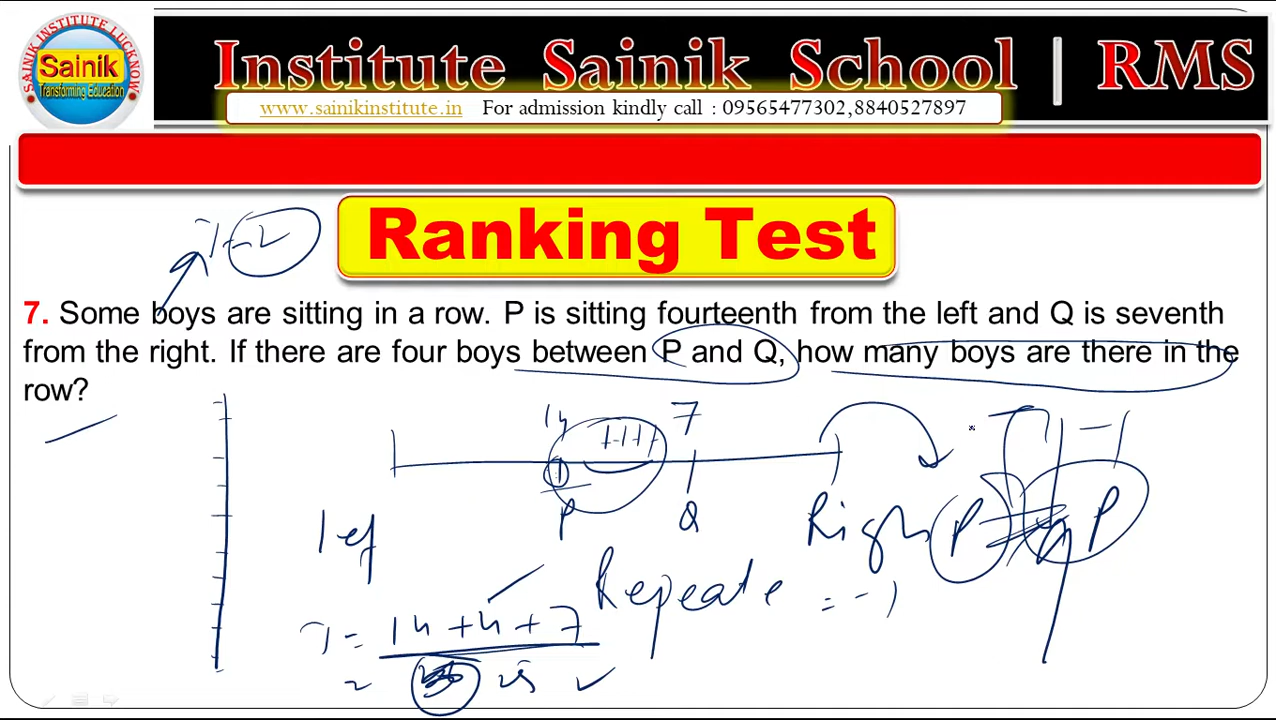 SAINIK INSTITUTE LUCKNOW
Sainik
Transforming Education
Institute Sainik School | RMS
www.sainikinstitute.in For admission kindly call : 09565477302,8840527897
Ranking Test
7. Some boys are sitting in a row. P is sitting fourteenth from the left and Q is seventh
from the right. If there are four boys between P and Q, how many boys are there in the
row?
14 7
P Q
lef Righ P P
Repeate = -1
T = 14 + 4 + 7
= 25